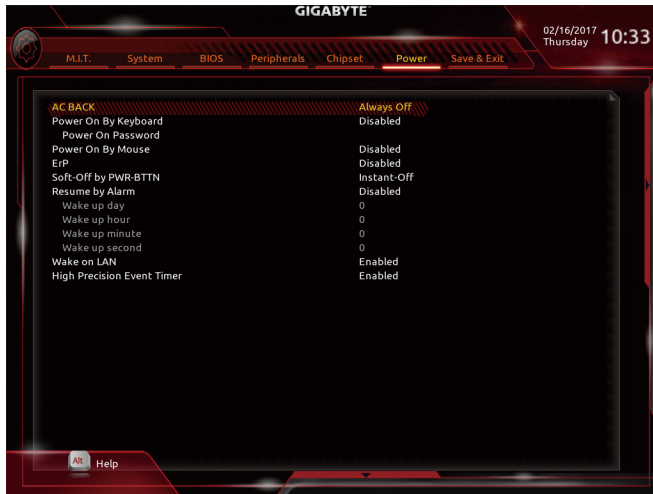 GIGABYTE™
02/16/2017 Thursday 10:33
M.I.T. System BIOS Peripherals Chipset Power Save & Exit
AC BACK Always Off
Power On By Keyboard Disabled
Power On Password
Power On By Mouse Disabled
ErP Disabled
Soft-Off by PWR-BTTN Instant-Off
Resume by Alarm Disabled
Wake up day 0
Wake up hour 0
Wake up minute 0
Wake up second 0
Wake on LAN Enabled
High Precision Event Timer Enabled
Alt Help